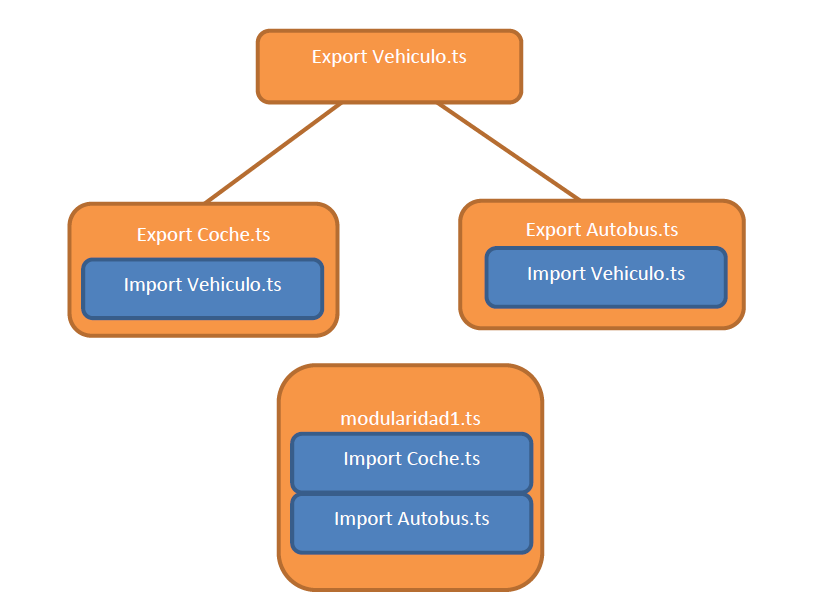 Export Vehiculo.ts
Export Coche.ts
Import Vehiculo.ts
Export Autobus.ts
Import Vehiculo.ts
modularidad1.ts
Import Coche.ts
Import Autobus.ts